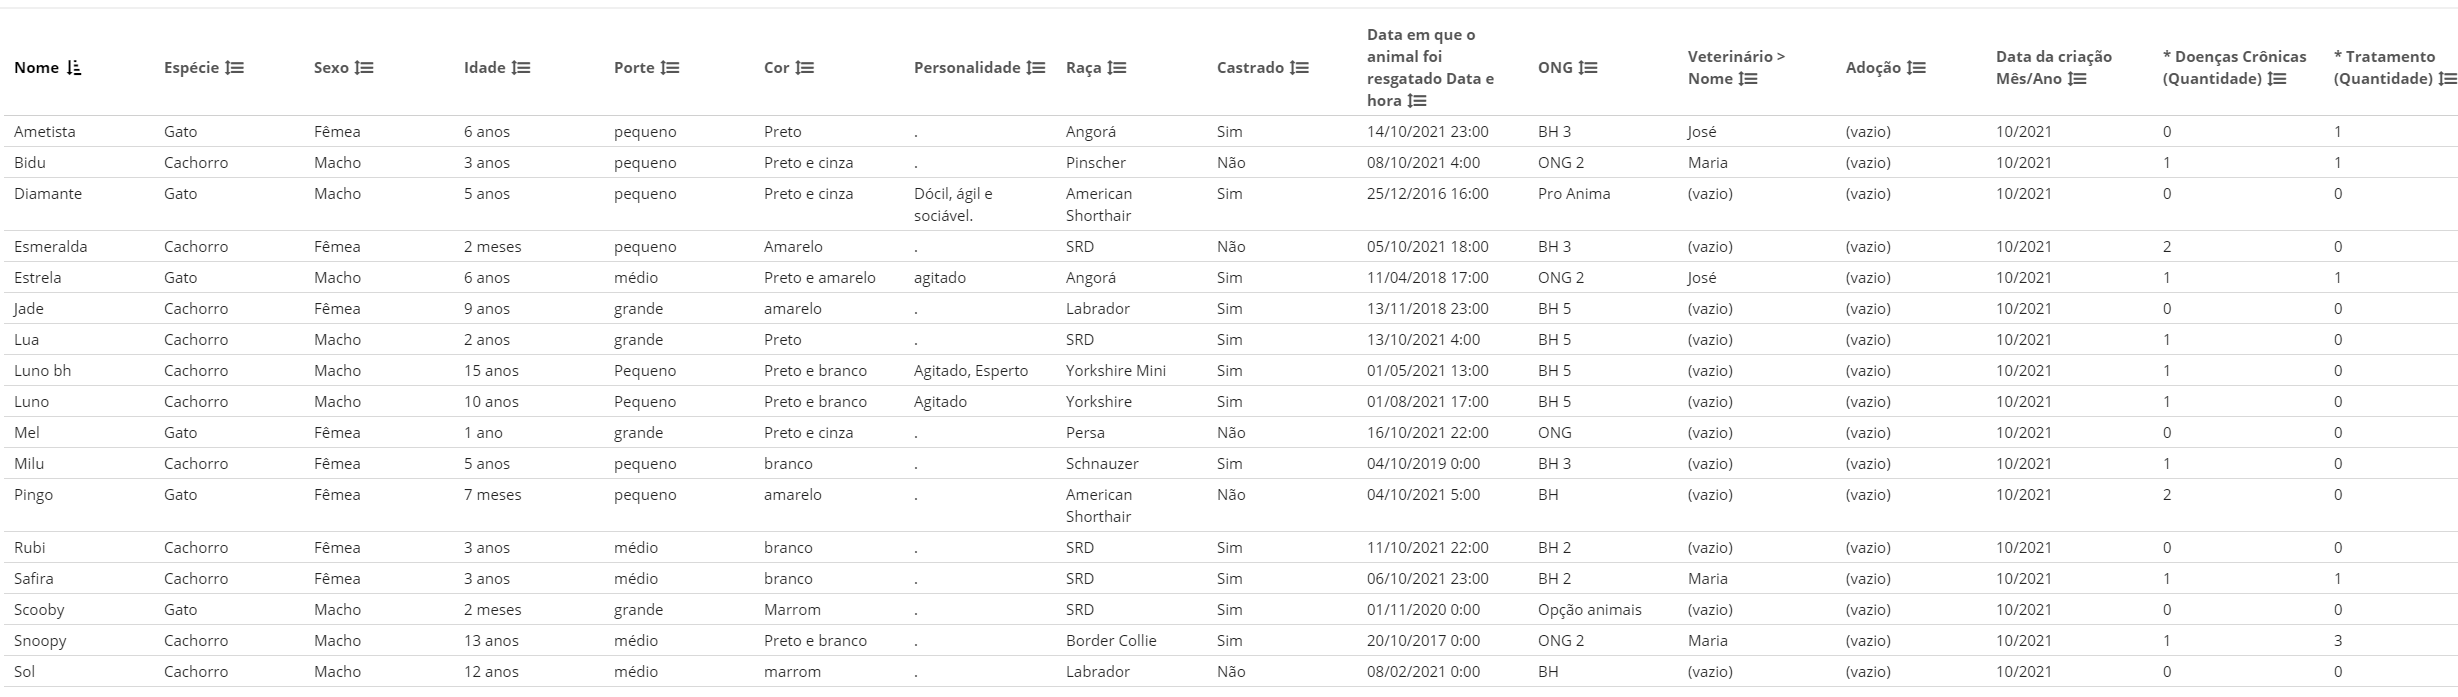 Nome Espécie Sexo Idade Porte Cor Personalidade Raça Castrado Data em que o animal foi resgatado Data e hora ONG Veterinário > Nome Adoção Data da criação Mês/Ano * Doenças Crônicas (Quantidade) * Tratamento (Quantidade)
Ametista Gato Fêmea 6 anos pequeno Preto . Angorá Sim 14/10/2021 23:00 BH 3 José (vazio) 10/2021 0 1
Bidu Cachorro Macho 3 anos pequeno Preto e cinza . Pinscher Não 08/10/2021 4:00 ONG 2 Maria (vazio) 10/2021 1 1
Diamante Gato Macho 5 anos pequeno Preto e cinza Dócil, ágil e sociável. American Shorthair Sim 25/12/2016 16:00 Pro Anima (vazio) (vazio) 10/2021 0 0
Esmeralda Cachorro Fêmea 2 meses pequeno Amarelo . SRD Não 05/10/2021 18:00 BH 3 (vazio) (vazio) 10/2021 2 0
Estrela Gato Macho 6 anos médio Preto e amarelo agitado Angorá Sim 11/04/2018 17:00 ONG 2 José (vazio) 10/2021 1 1
Jade Cachorro Fêmea 9 anos grande amarelo . Labrador Sim 13/11/2018 23:00 BH 5 (vazio) (vazio) 10/2021 0 0
Lua Cachorro Macho 2 anos grande Preto . SRD Sim 13/10/2021 4:00 BH 5 (vazio) (vazio) 10/2021 1 0
Luno bh Cachorro Macho 15 anos Pequeno Preto e branco Agitado, Esperto Yorkshire Mini Sim 01/05/2021 13:00 BH 5 (vazio) (vazio) 10/2021 1 0
Luno Cachorro Macho 10 anos Pequeno Preto e branco Agitado Yorkshire Sim 01/08/2021 17:00 BH 5 (vazio) (vazio) 10/2021 1 0
Mel Gato Fêmea 1 ano grande Preto e cinza . Persa Não 16/10/2021 22:00 ONG (vazio) (vazio) 10/2021 0 0
Milu Cachorro Fêmea 5 anos pequeno branco . Schnauzer Sim 04/10/2019 0:00 BH 3 (vazio) (vazio) 10/2021 1 0
Pingo Gato Fêmea 7 meses pequeno amarelo . American Shorthair Não 04/10/2021 5:00 BH (vazio) (vazio) 10/2021 2 0
Rubi Cachorro Fêmea 3 anos médio branco . SRD Sim 11/10/2021 22:00 BH 2 (vazio) (vazio) 10/2021 0 0
Safira Cachorro Fêmea 3 anos médio branco . SRD Sim 06/10/2021 23:00 BH 2 Maria (vazio) 10/2021 1 1
Scooby Gato Macho 2 meses grande Marrom . SRD Sim 01/11/2020 0:00 Opção animais (vazio) (vazio) 10/2021 0 0
Snoopy Cachorro Macho 13 anos médio Preto e branco . Border Collie Sim 20/10/2017 0:00 ONG 2 Maria (vazio) 10/2021 1 3
Sol Cachorro Macho 12 anos médio marrom . Labrador Não 08/02/2021 0:00 BH (vazio) (vazio) 10/2021 0 0